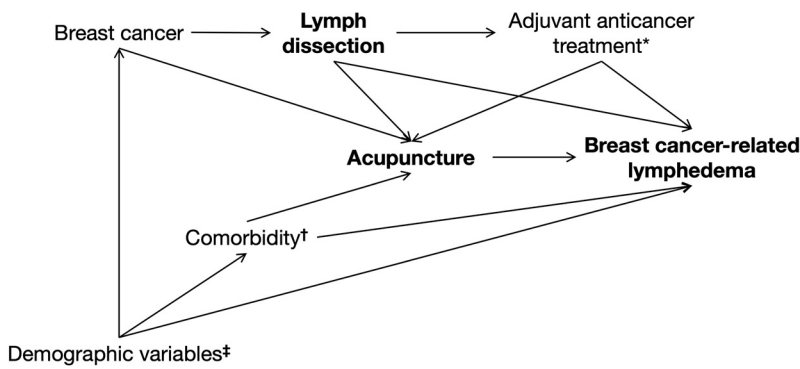 Breast cancer
Lymph
dissection
Adjuvant anticancer
treatment*
Acupuncture
Breast cancer-related
lymphedema
Comorbidity†
Demographic variables‡